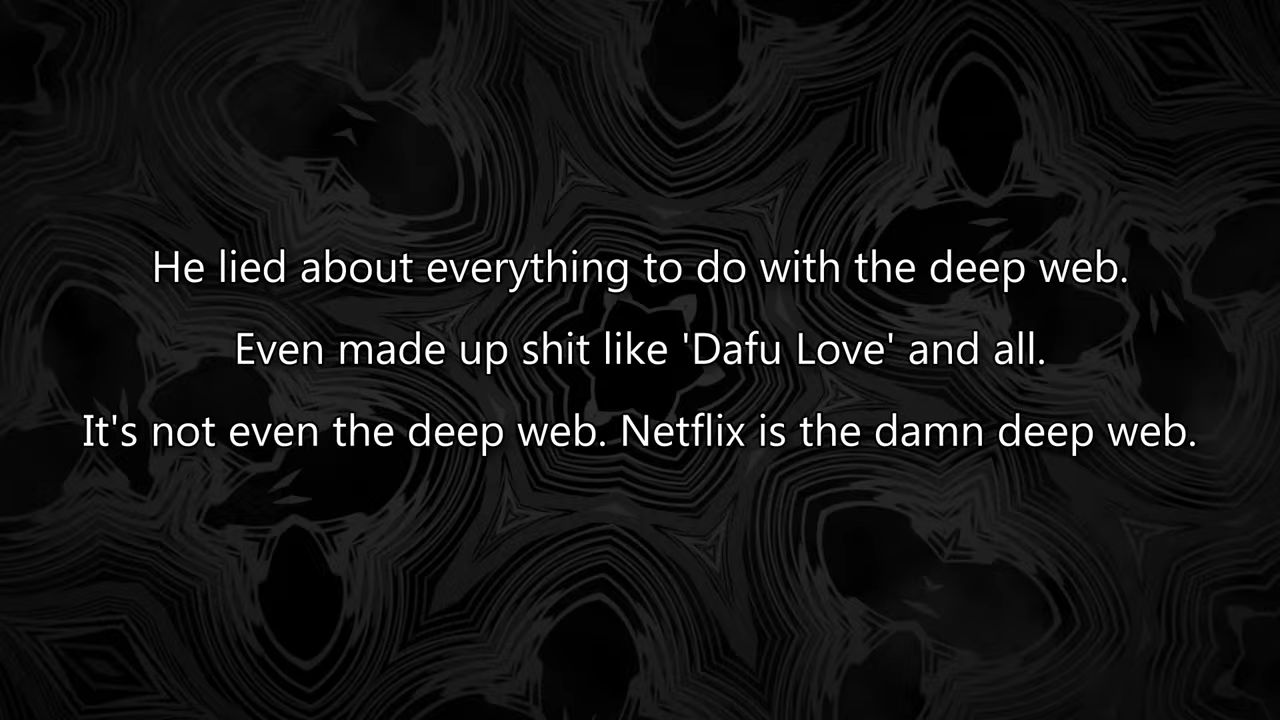 He lied about everything to do with the deep web.
Even made up shit like 'Dafu Love' and all.
It's not even the deep web. Netflix is the damn deep web.